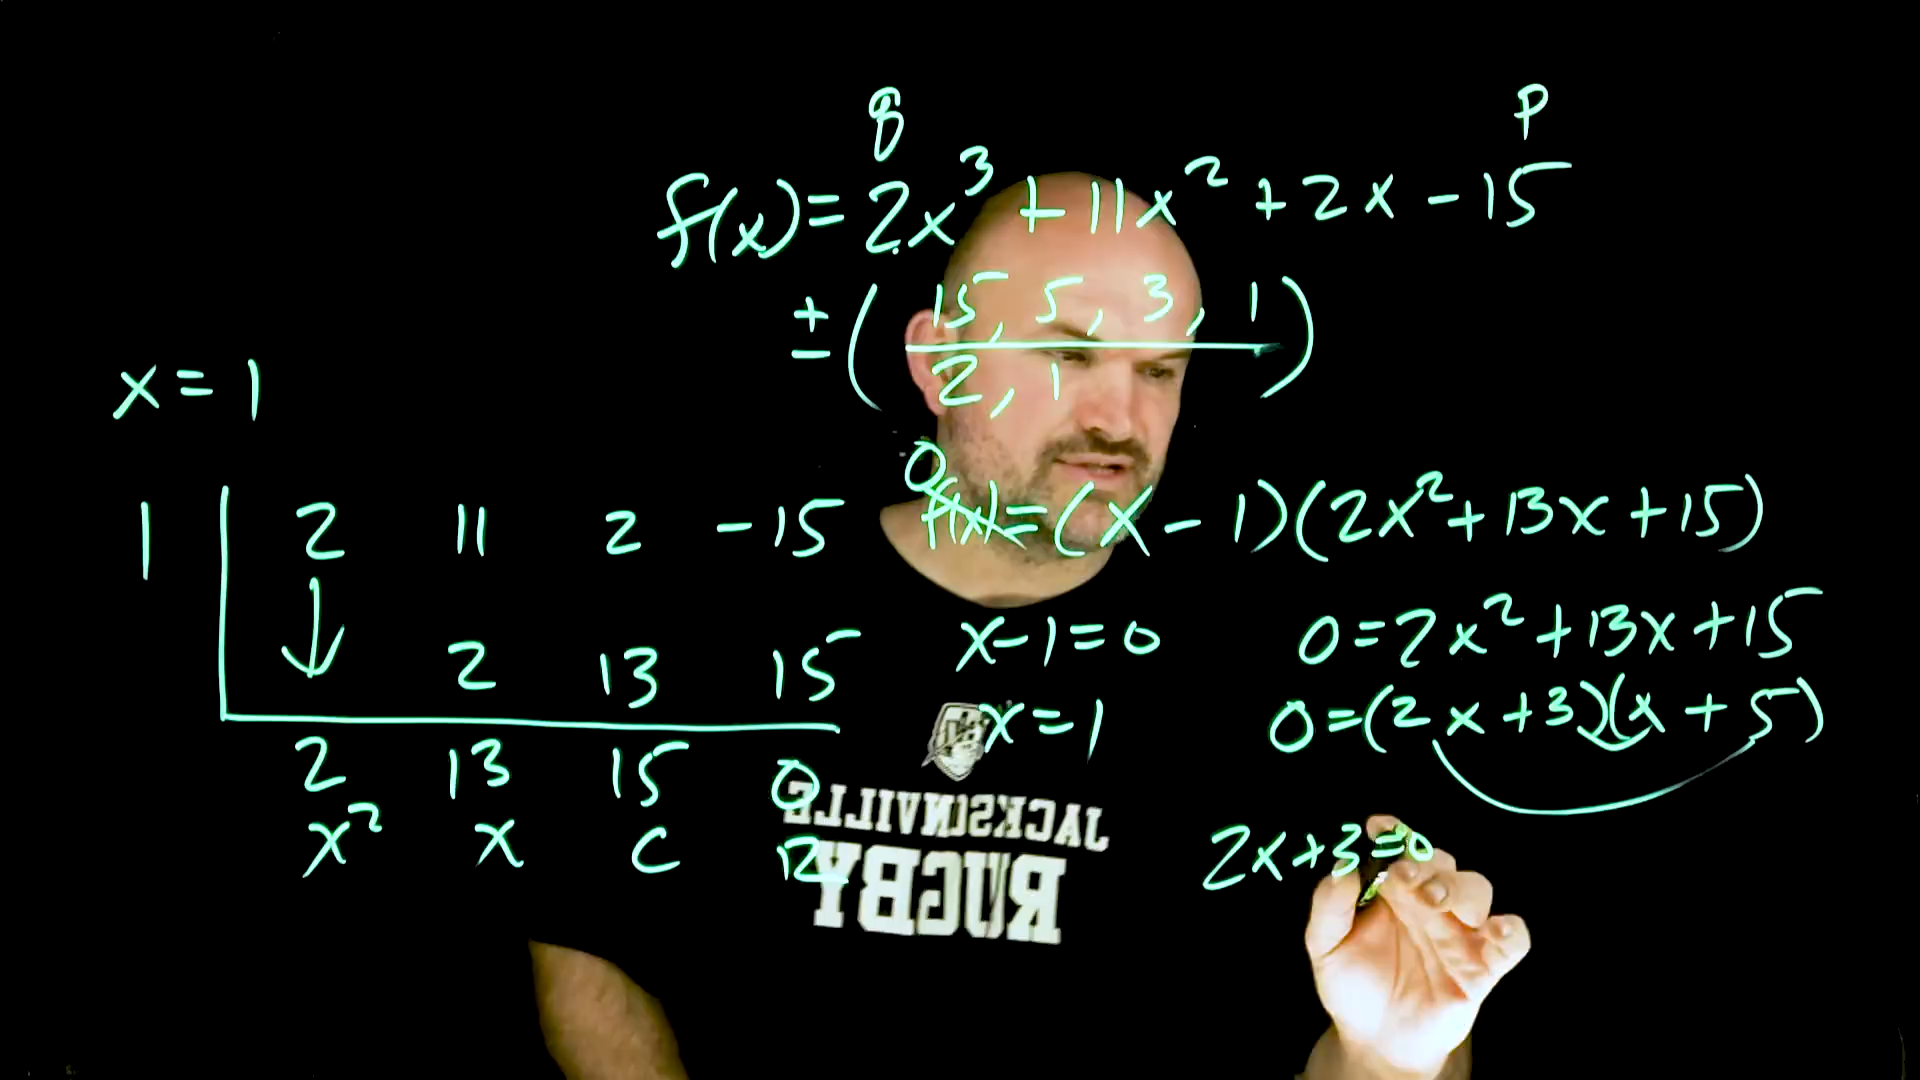 q p
f(x) = 2x³ + 11x² + 2x - 15
± ( 15, 5, 3, 1 / 2, 1 )
x = 1
0
1 | 2 11 2 -15
f(x) = (x - 1)(2x² + 13x + 15)
2 13 15
x-1=0 0=2x²+13x+15
x=1 0=(2x+3)(x+5)
2 13 15 0
x² x c R
2x+3=0
JACKSONVILLE
RUGBY